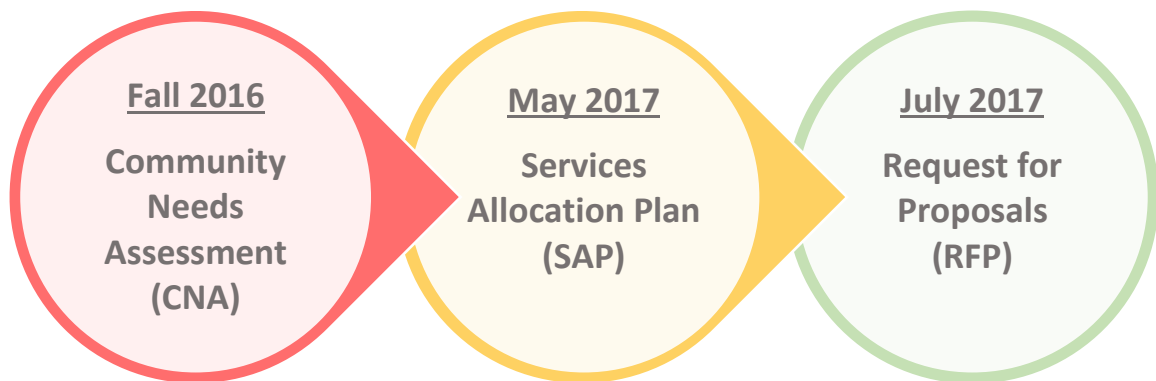 Fall 2016
Community
Needs
Assessment
(CNA)
May 2017
Services
Allocation Plan
(SAP)
July 2017
Request for
Proposals
(RFP)